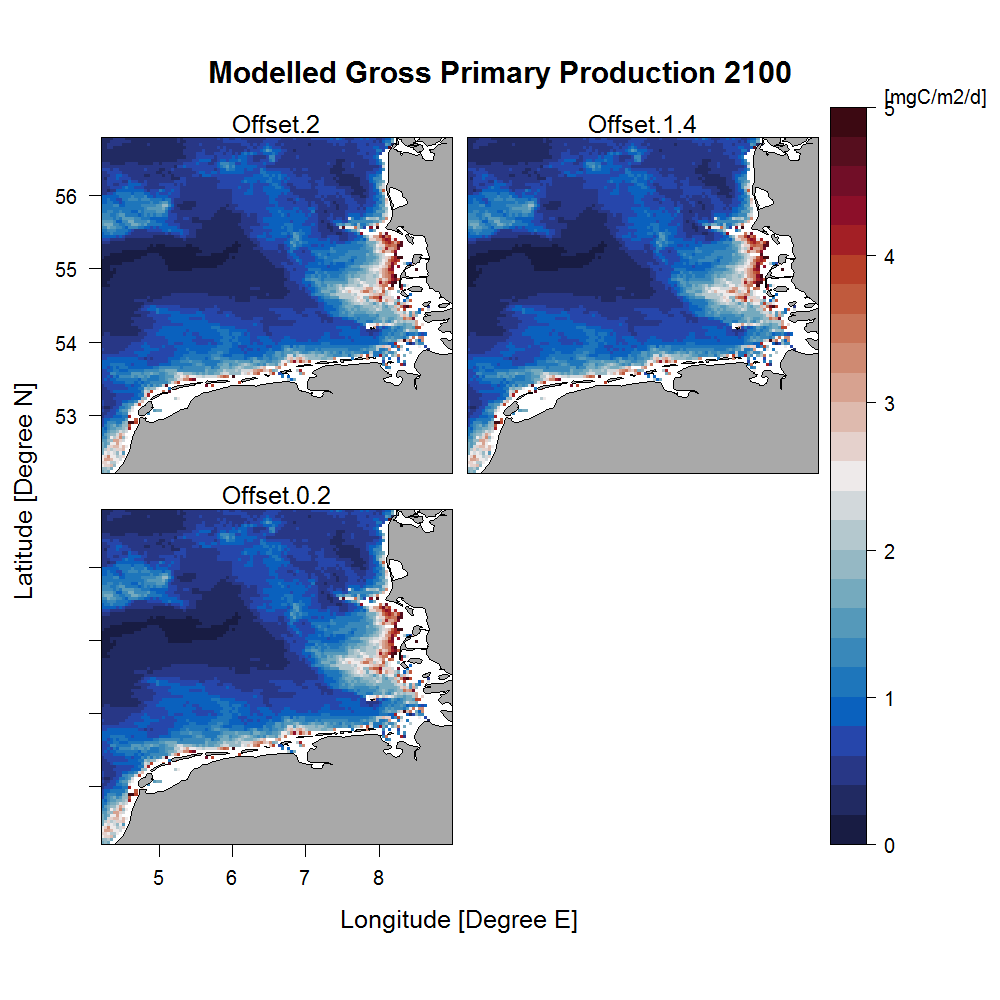 Modelled Gross Primary Production 2100
[mgC/m2/d]
Offset.2
Offset.1.4
5
4
3
2
1
0
56
55
54
53
Latitude [Degree N]
Offset.0.2
5 6 7 8
Longitude [Degree E]